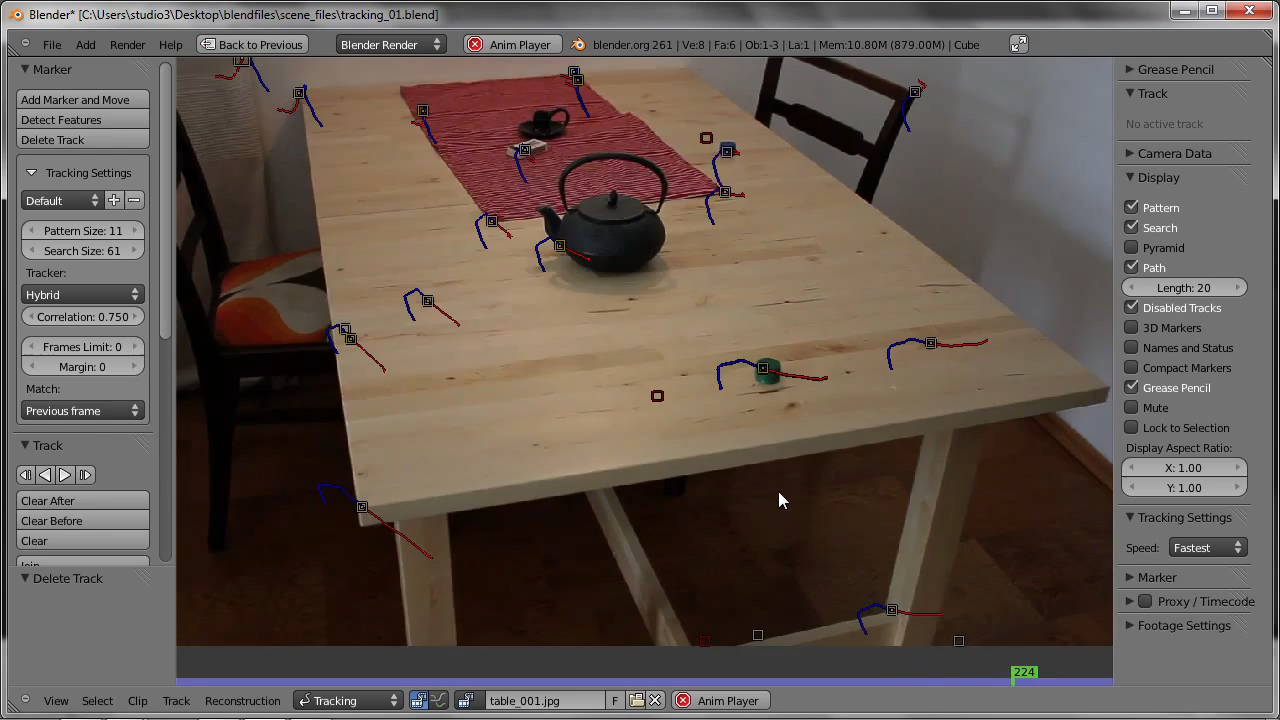 Blender* [C:\Users\studio3\Desktop\blendfiles\scene_files\tracking_01.blend]
File Add Render Help Back to Previous Blender Render Anim Player blender.org 261 | Ve:8 | Fa:6 | Ob:1-3 | La:1 | Mem:10.80M (879.00M) | Cube
Marker
Add Marker and Move
Detect Features
Delete Track
Tracking Settings
Default
Pattern Size: 11
Search Size: 61
Tracker:
Hybrid
Correlation: 0.750
Frames Limit: 0
Margin: 0
Match:
Previous frame
Track
Clear After
Clear Before
Clear
Join
Delete Track
Grease Pencil
Track
No active track
Camera Data
Display
Pattern
Search
Pyramid
Path
Length: 20
Disabled Tracks
3D Markers
Names and Status
Compact Markers
Grease Pencil
Mute
Lock to Selection
Display Aspect Ratio:
X: 1.00
Y: 1.00
Tracking Settings
Speed: Fastest
Marker
Proxy / Timecode
Footage Settings
224
View Select Clip Track Reconstruction Tracking table_001.jpg F Anim Player